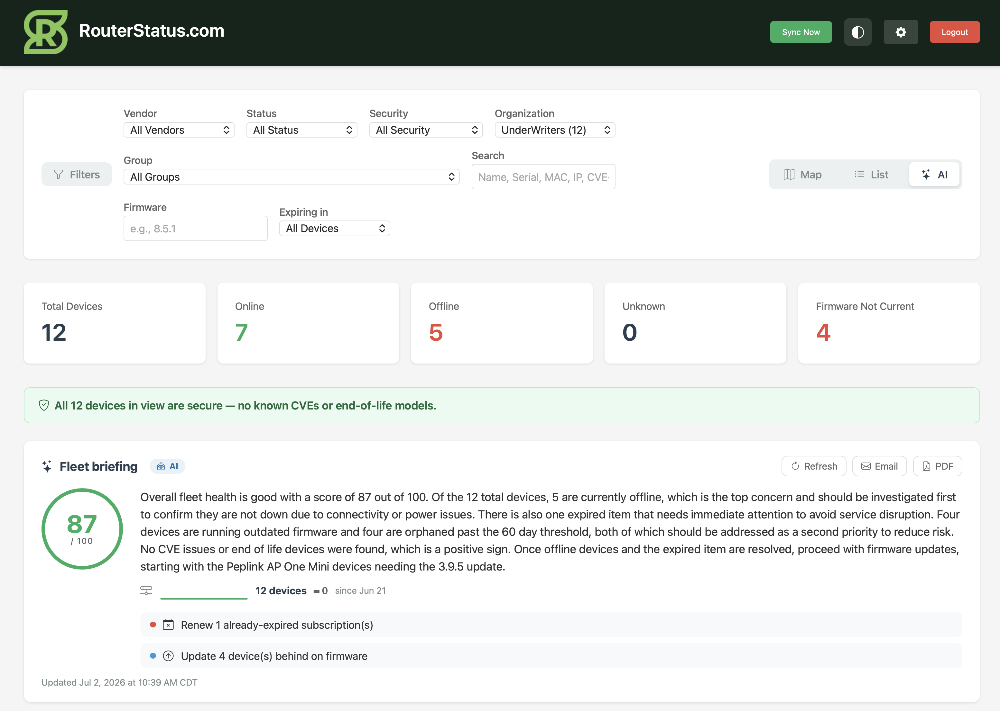 RouterStatus.com
Sync Now
Logout
Vendor
All Vendors
Status
All Status
Security
All Security
Organization
UnderWriters (12)
Filters
Group
All Groups
Search
Name, Serial, MAC, IP, CVE-
Map
List
AI
Firmware
e.g., 8.5.1
Expiring in
All Devices
Total Devices
12
Online
7
Offline
5
Unknown
0
Firmware Not Current
4
All 12 devices in view are secure — no known CVEs or end-of-life models.
Fleet briefing
AI
Refresh
Email
PDF
87
/ 100
Overall fleet health is good with a score of 87 out of 100. Of the 12 total devices, 5 are currently offline, which is the top concern and should be investigated first
to confirm they are not down due to connectivity or power issues. There is also one expired item that needs immediate attention to avoid service disruption. Four
devices are running outdated firmware and four are orphaned past the 60 day threshold, both of which should be addressed as a second priority to reduce risk.
No CVE issues or end of life devices were found, which is a positive sign. Once offline devices and the expired item are resolved, proceed with firmware updates,
starting with the Peplink AP One Mini devices needing the 3.9.5 update.
12 devices 0 since Jun 21
Renew 1 already-expired subscription(s)
Update 4 device(s) behind on firmware
Updated Jul 2, 2026 at 10:39 AM CDT